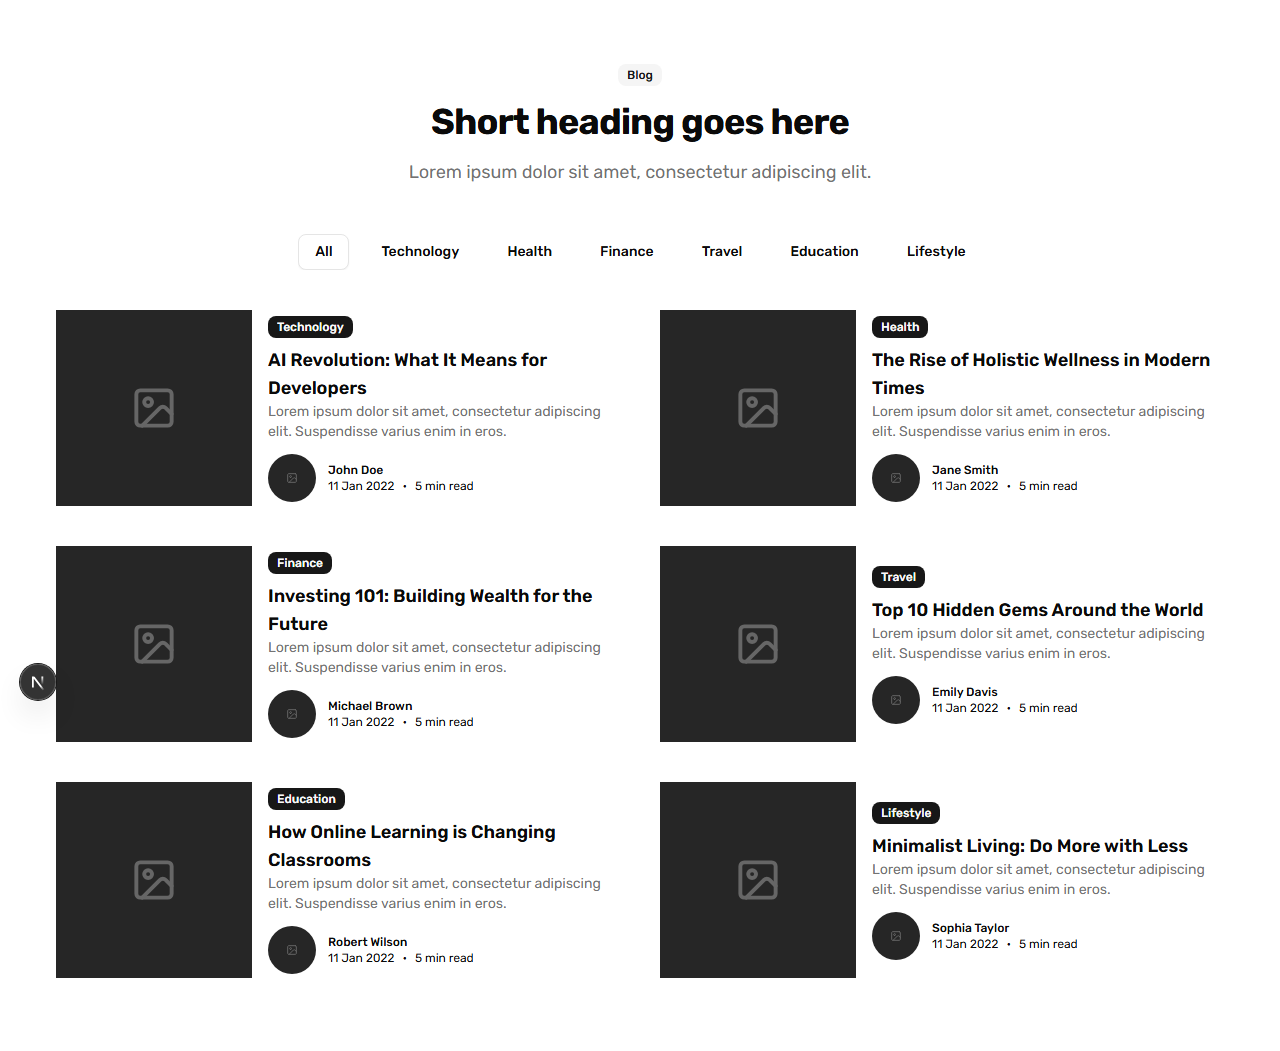 Blog
Short heading goes here
Lorem ipsum dolor sit amet, consectetur adipiscing elit.
All Technology Health Finance Travel Education Lifestyle
Technology
AI Revolution: What It Means for
Developers
Lorem ipsum dolor sit amet, consectetur adipiscing
elit. Suspendisse varius enim in eros.
John Doe
11 Jan 2022 • 5 min read
Health
The Rise of Holistic Wellness in Modern
Times
Lorem ipsum dolor sit amet, consectetur adipiscing
elit. Suspendisse varius enim in eros.
Jane Smith
11 Jan 2022 • 5 min read
Finance
Investing 101: Building Wealth for the
Future
Lorem ipsum dolor sit amet, consectetur adipiscing
elit. Suspendisse varius enim in eros.
Michael Brown
11 Jan 2022 • 5 min read
Travel
Top 10 Hidden Gems Around the World
Lorem ipsum dolor sit amet, consectetur adipiscing
elit. Suspendisse varius enim in eros.
Emily Davis
11 Jan 2022 • 5 min read
N
Education
How Online Learning is Changing
Classrooms
Lorem ipsum dolor sit amet, consectetur adipiscing
elit. Suspendisse varius enim in eros.
Robert Wilson
11 Jan 2022 • 5 min read
Lifestyle
Minimalist Living: Do More with Less
Lorem ipsum dolor sit amet, consectetur adipiscing
elit. Suspendisse varius enim in eros.
Sophia Taylor
11 Jan 2022 • 5 min read